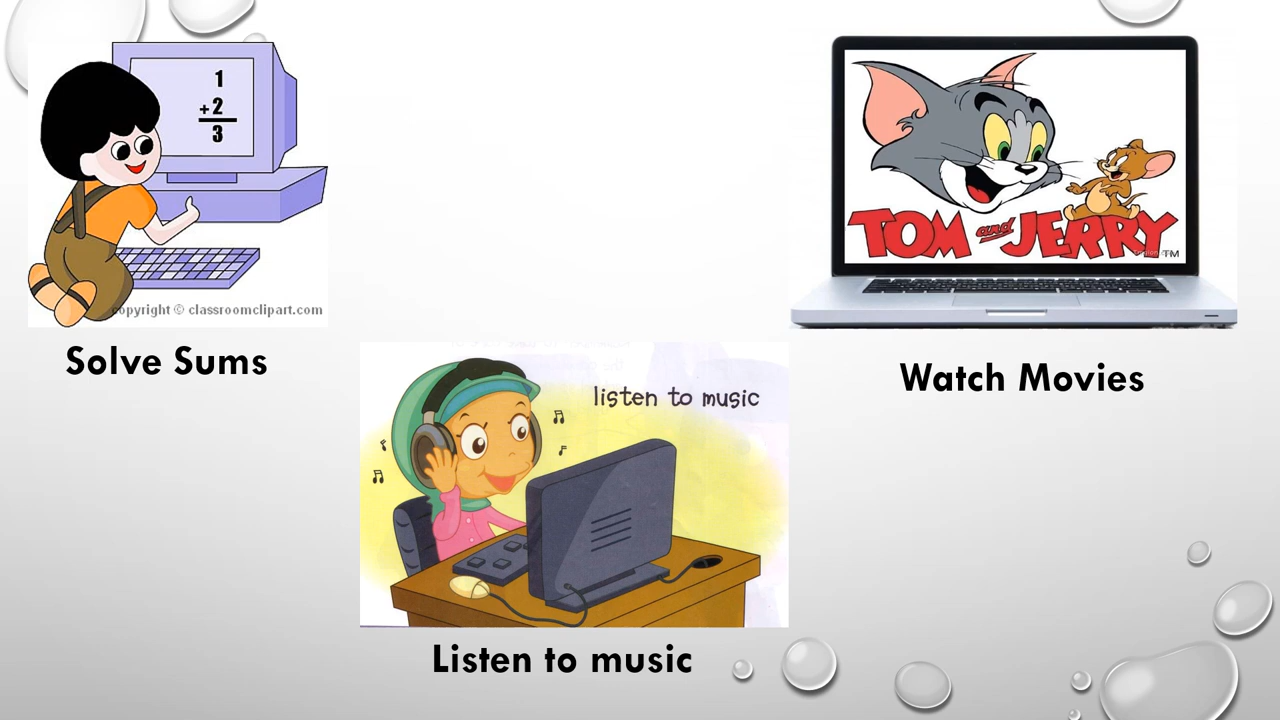 1
+2
3
copyright © classroomclipart.com
Solve Sums
TOM and JERRY
TM
Watch Movies
listen to music
Listen to music